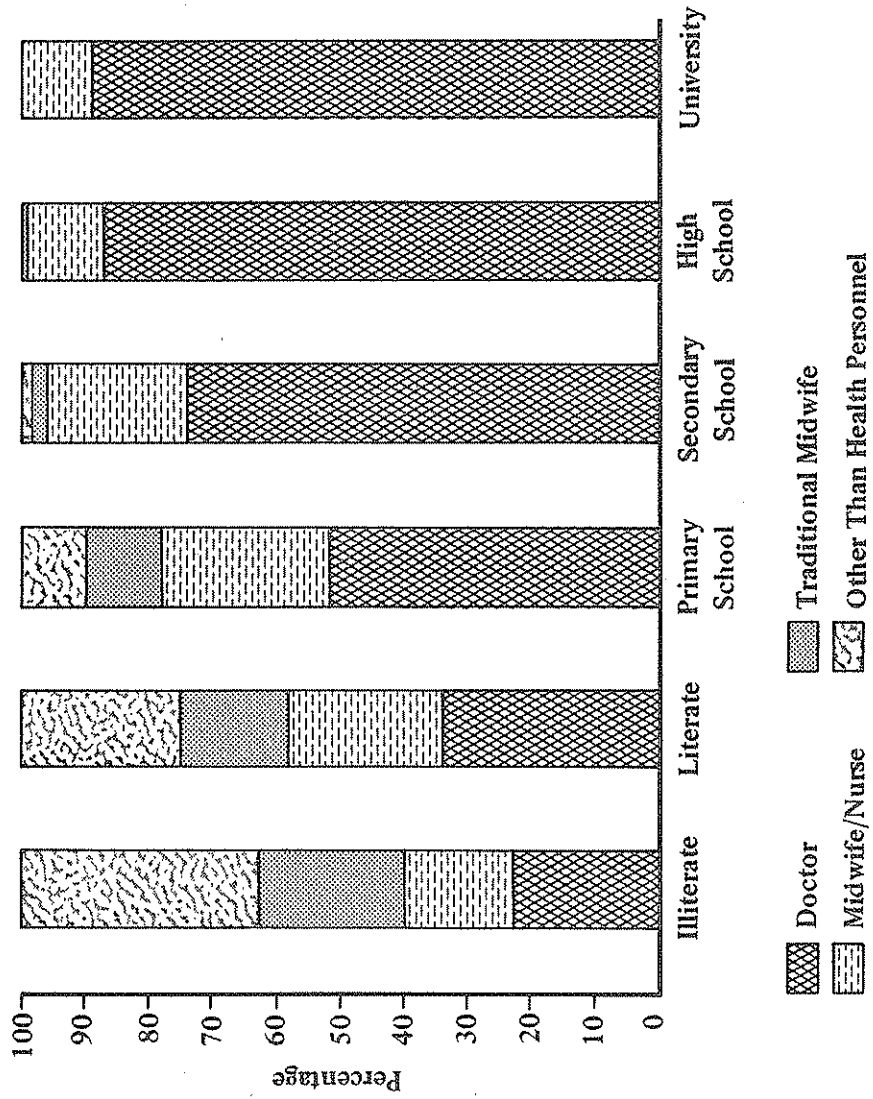 Percentage
100
90
80
70
60
50
40
30
20
10
0
Illiterate
Literate
Primary
School
Secondary
School
High
School
University
Doctor
Midwife/Nurse
Traditional Midwife
Other Than Health Personnel